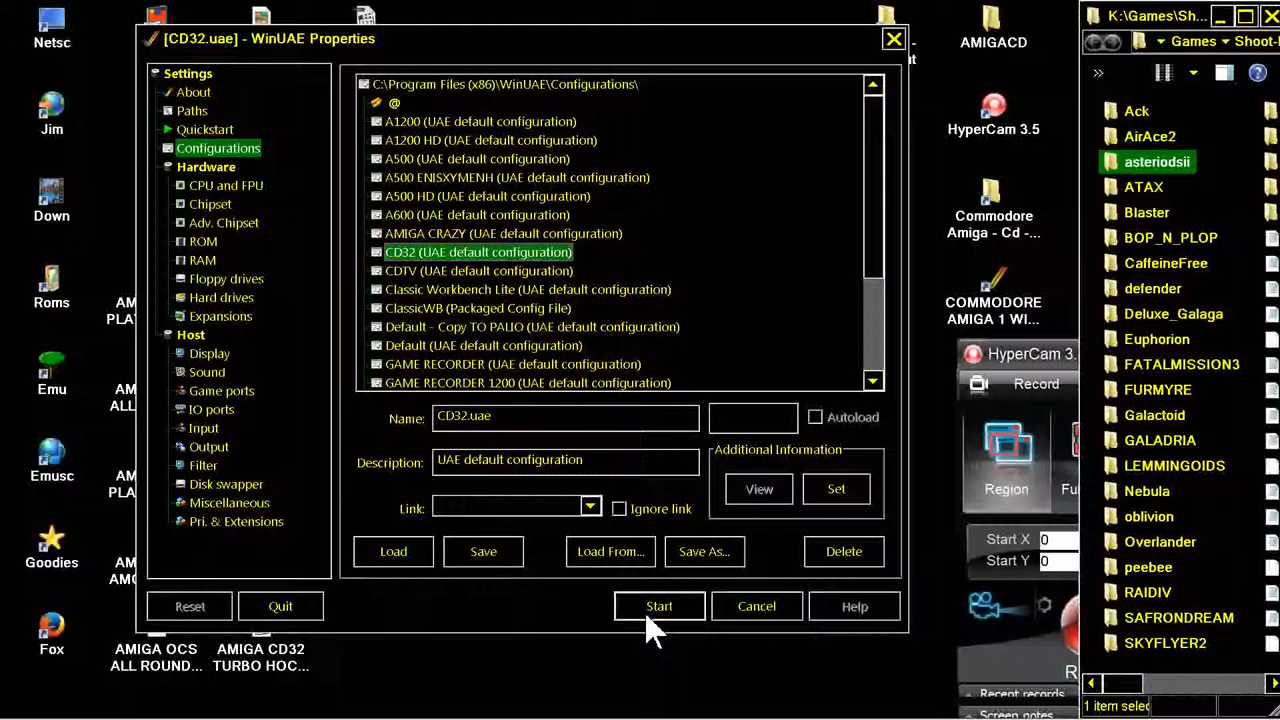 Netsc
Jim
Down
Roms
Emu
Emusc
Goodies
Fox
AMIGA OCS
ALL ROUND...
AMIGA CD32
TURBO HOC...
[CD32.uae] - WinUAE Properties
Settings
About
Paths
Quickstart
Configurations
Hardware
CPU and FPU
Chipset
Adv. Chipset
ROM
RAM
Floppy drives
Hard drives
Expansions
Host
Display
Sound
Game ports
IO ports
Input
Output
Filter
Disk swapper
Miscellaneous
Pri. & Extensions
C:\Program Files (x86)\WinUAE\Configurations\
@
A1200 (UAE default configuration)
A1200 HD (UAE default configuration)
A500 (UAE default configuration)
A500 ENISXYMENH (UAE default configuration)
A500 HD (UAE default configuration)
A600 (UAE default configuration)
AMIGA CRAZY (UAE default configuration)
CD32 (UAE default configuration)
CDTV (UAE default configuration)
Classic Workbench Lite (UAE default configuration)
ClassicWB (Packaged Config File)
Default - Copy TO PALIO (UAE default configuration)
Default (UAE default configuration)
GAME RECORDER (UAE default configuration)
GAME RECORDER 1200 (UAE default configuration)
Name: CD32.uae
Autoload
Description: UAE default configuration
Additional Information
View Set
Link:
Ignore link
Load Save Load From... Save As... Delete
Reset Quit Start Cancel Help
AMIGACD
HyperCam 3.5
Commodore
Amiga - Cd -...
COMMODORE
AMIGA 1 WI...
HyperCam 3.
Record
Region
Start X 0
Start Y 0
Recent records
Screen notes
K:\Games\Sh...
Games Shoot-
Ack
AirAce2
asteriodsii
ATAX
Blaster
BOP_N_PLOP
CaffeineFree
defender
Deluxe_Galaga
Euphorion
FATALMISSION3
FURMYRE
Galactoid
GALADRIA
LEMMINGOIDS
Nebula
oblivion
Overlander
peebee
RAIDIV
SAFRONDREAM
SKYFLYER2
1 item selec